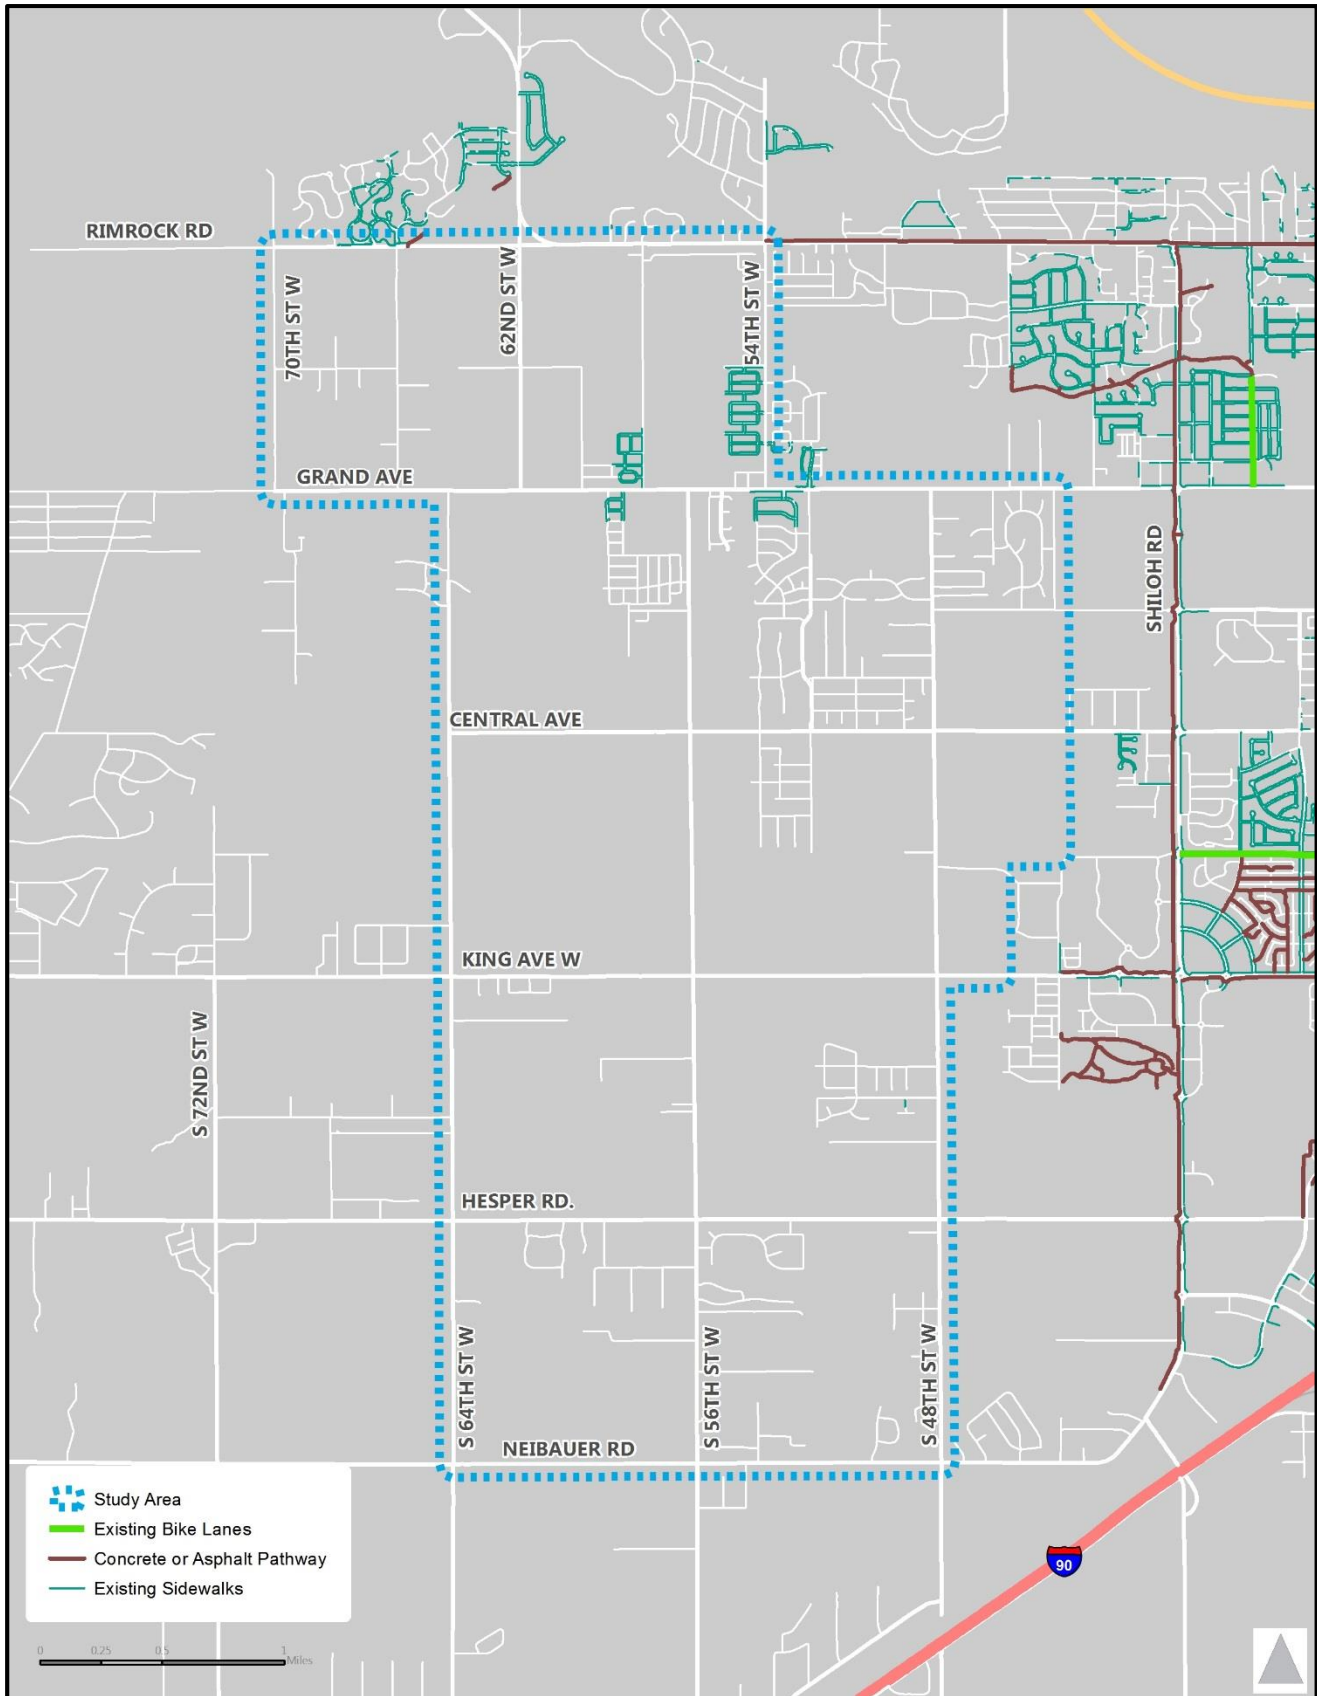 RIMROCK RD
70TH ST W
62ND ST W
54TH ST W
GRAND AVE
SHILOH RD
CENTRAL AVE
KING AVE W
S 72ND ST W
HESPER RD.
S 64TH ST W
S 56TH ST W
S 48TH ST W
NEIBAUER RD
Study Area
Existing Bike Lanes
Concrete or Asphalt Pathway
Existing Sidewalks
90
0 0.25 0.5 1
Miles